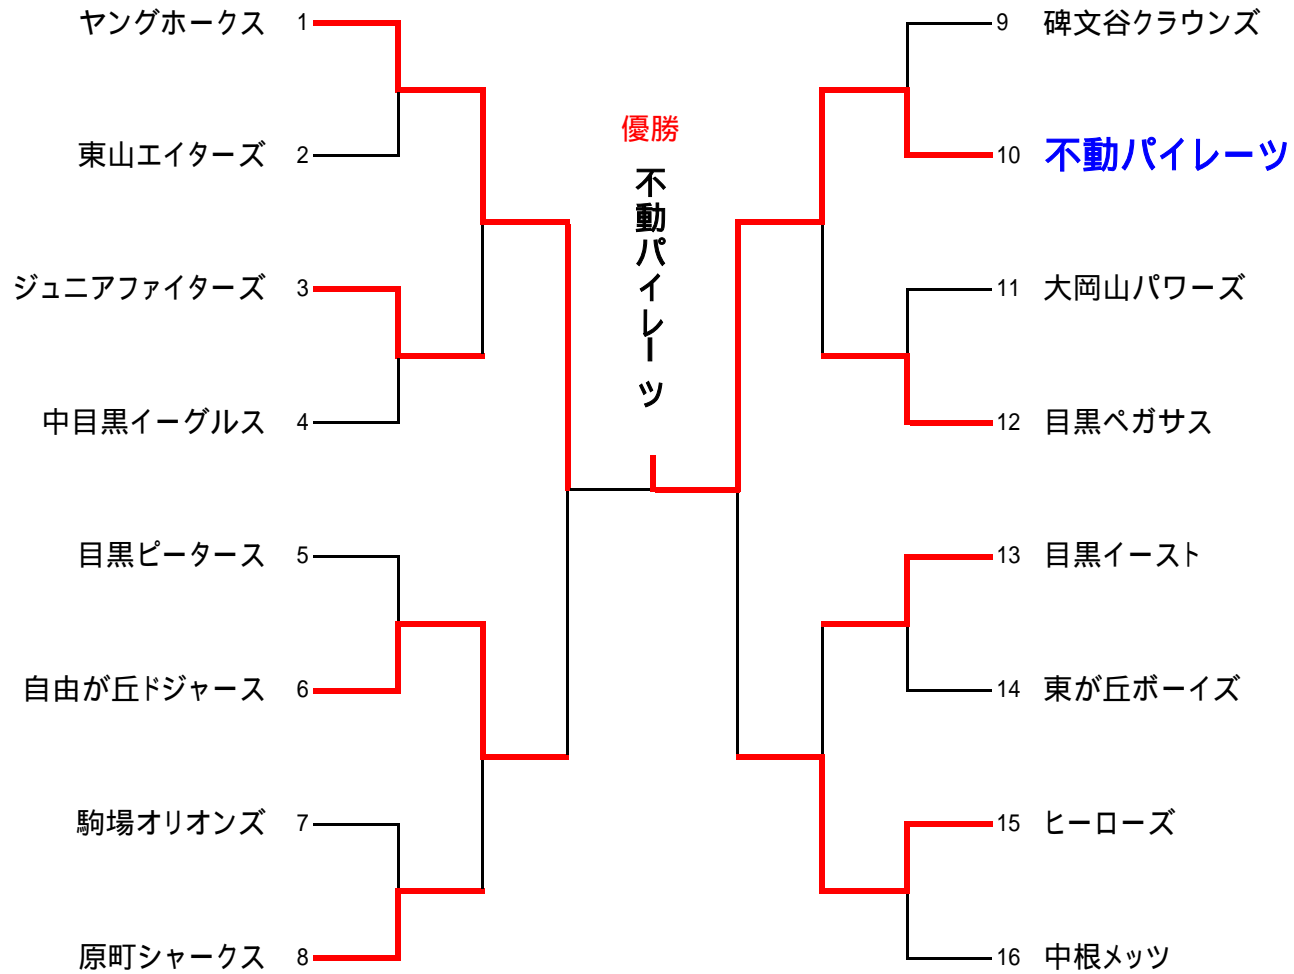 ヤングホークス 1
東山エイターズ 2
ジュニアファイターズ 3
中目黒イーグルス 4
目黒ピータース 5
自由が丘ドジャース 6
駒場オリオンズ 7
原町シャークス 8
優勝
不動パイレーツ
9 碑文谷クラウンズ
10 不動パイレーツ
11 大岡山パワーズ
12 目黒ペガサス
13 目黒イースト
14 東が丘ボーイズ
15 ヒーローズ
16 中根メッツ